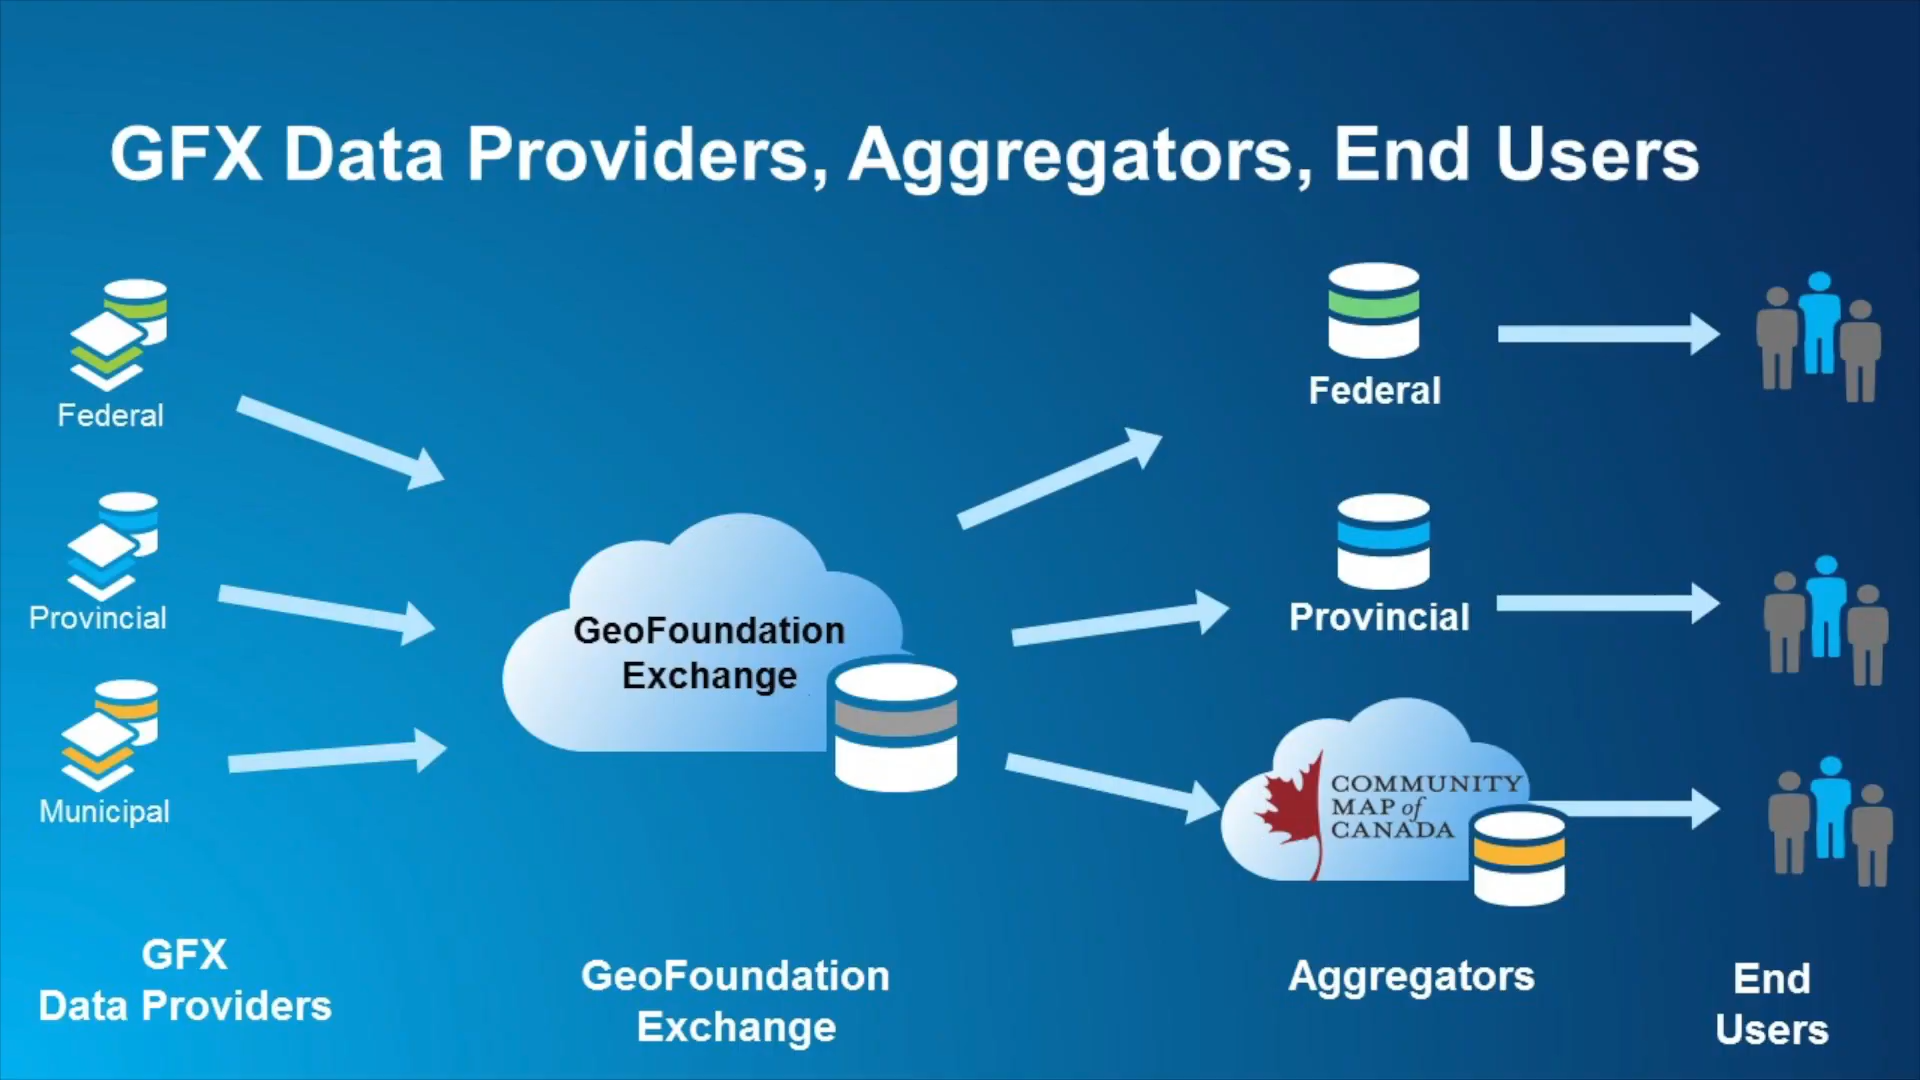 GFX Data Providers, Aggregators, End Users
Federal
Provincial
Municipal
GFX
Data Providers
GeoFoundation
Exchange
GeoFoundation
Exchange
Federal
Provincial
COMMUNITY
MAP of
CANADA
Aggregators
End
Users